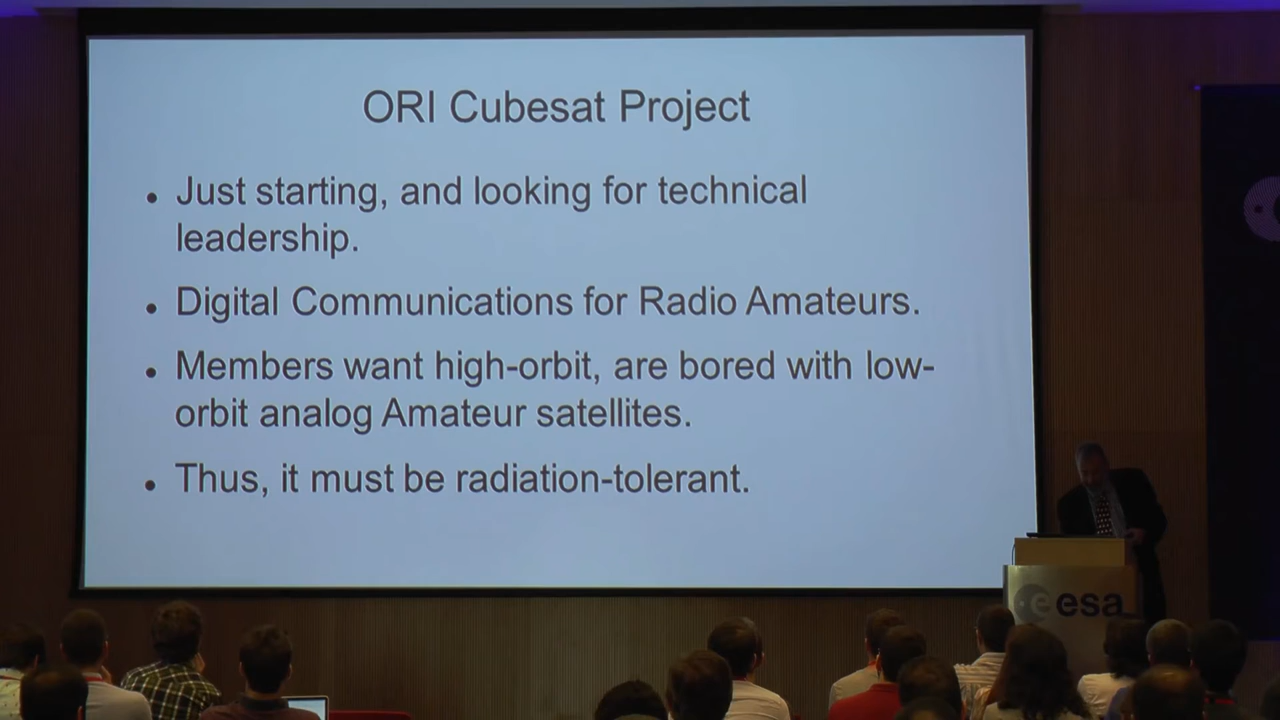 ORI Cubesat Project
• Just starting, and looking for technical
leadership.
• Digital Communications for Radio Amateurs.
• Members want high-orbit, are bored with low-
orbit analog Amateur satellites.
• Thus, it must be radiation-tolerant.
esa